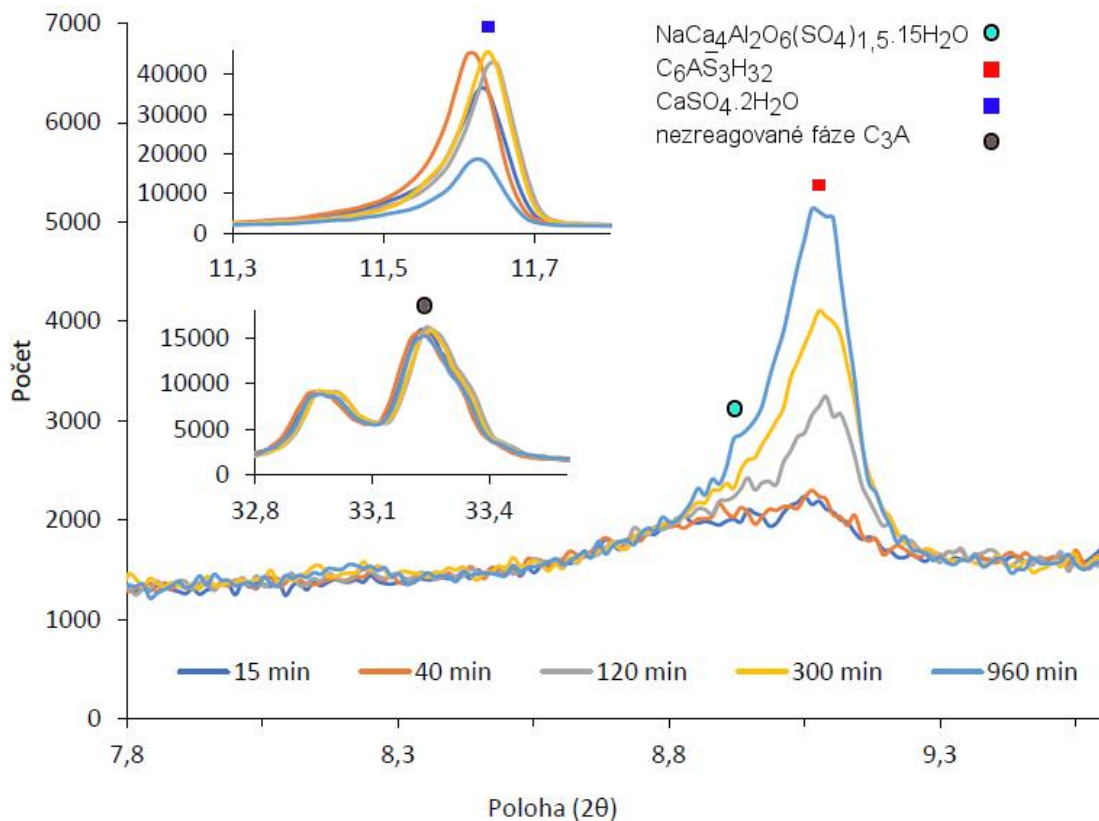 7000
6000
5000
4000
3000
2000
1000
0
Počet
7,8
8,3
8,8
9,3
Poloha (2θ)
40000
30000
20000
10000
0
11,3
11,5
11,7
15000
10000
5000
0
32,8
33,1
33,4
NaCa₄Al₂O₆(SO₄)₁,₅.15H₂O
C₆AS̅₃H₃₂
CaSO₄.2H₂O
nezreagované fáze C₃A
15 min
40 min
120 min
300 min
960 min